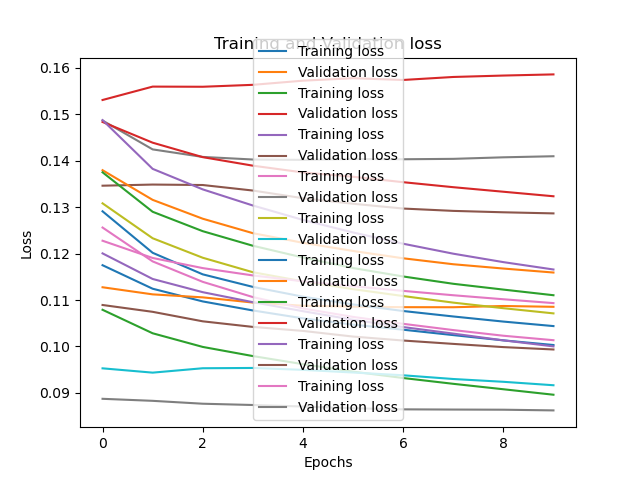 Training and Validation loss
0.16
0.15
0.14
0.13
0.12
0.11
0.10
0.09
Loss
Training loss
Validation loss
Training loss
Validation loss
Training loss
Validation loss
Training loss
Validation loss
Training loss
Validation loss
Training loss
Validation loss
Training loss
Validation loss
Training loss
Validation loss
Training loss
Validation loss
0
2
4
6
8
Epochs